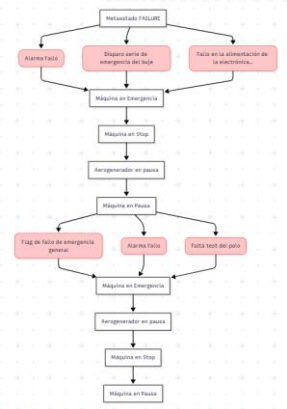 Metaestado FAILURE
Alarma Fallo
Disparo serie de
emergencia del buje
Fallo en la alimentación de
la electrónica...
Máquina en Emergencia
Máquina en Stop
Aerogenerador en pausa
Máquina en Pausa
Flag de fallo de emergencia
general
Alarma Fallo
Falta test del polo
Máquina en Emergencia
Aerogenerador en pausa
Máquina en Stop
Máquina en Pausa